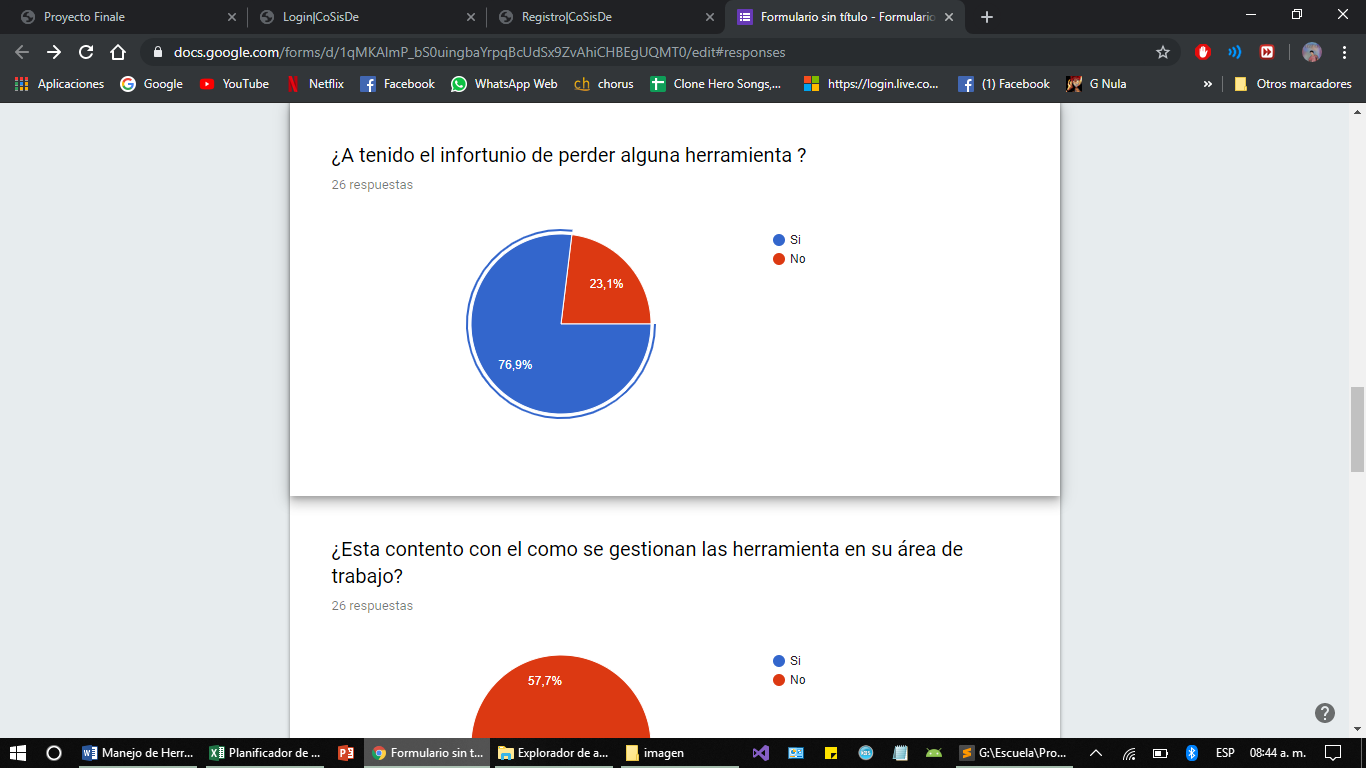 Proyecto Finale
Login|CoSisDe
Registro|CoSisDe
Formulario sin título - Formulario
docs.google.com/forms/d/1qMKAlmP_bS0uingbaYrpqBcUdSx9ZvAhiCHBEgUQMT0/edit#responses
Aplicaciones
Google
YouTube
Netflix
Facebook
WhatsApp Web
ch chorus
Clone Hero Songs,...
https://login.live.co...
(1) Facebook
G Nula
»
Otros marcadores
¿A tenido el infortunio de perder alguna herramienta ?
26 respuestas
Si
No
23,1%
76,9%
¿Esta contento con el como se gestionan las herramienta en su área de
trabajo?
26 respuestas
Si
No
57,7%
Manejo de Herr...
Planificador de ...
Formulario sin t...
Explorador de a...
imagen
G:\Escuela\Pro...
ESP
08:44 a. m.